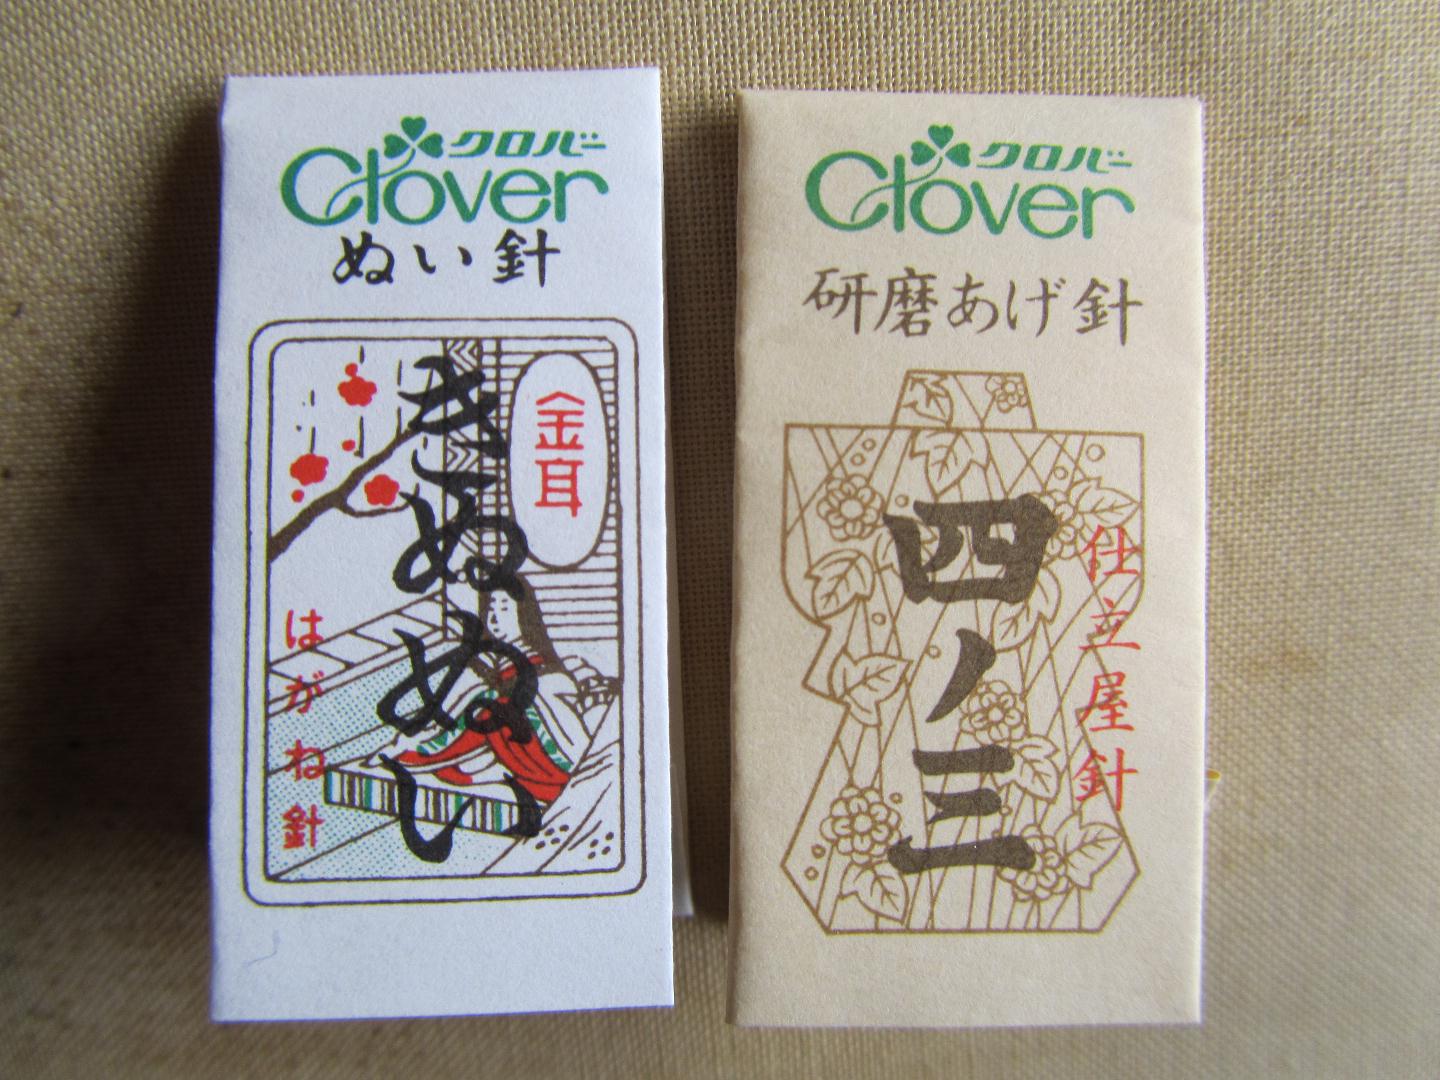 クロバー
Clover
ぬい針
金耳
きぬぬい
はがね針
クロバー
Clover
研磨あげ針
四ノ三
仕立屋針